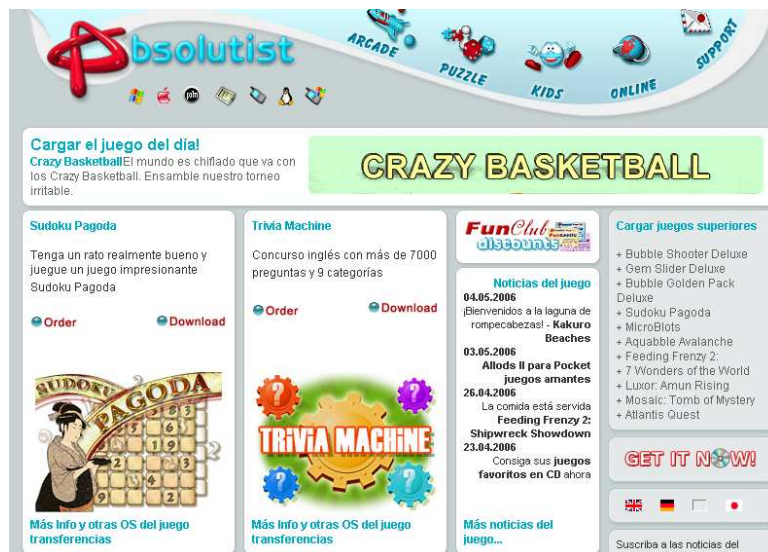 Absolutist
ARCADE
PUZZLE
KIDS
ONLINE
SUPPORT
palm
Cargar el juego del día!
Crazy BasketballEl mundo es chiflado que va con
los Crazy Basketball. Ensamble nuestro torneo
irritable.
CRAZY BASKETBALL
Sudoku Pagoda
Tenga un rato realmente bueno y
juegue un juego impresionante
Sudoku Pagoda
Order
Download
SUDOKU
PAGODA
Más Info y otras OS del juego
transferencias
Trivia Machine
Concurso inglés con más de 7000
preguntas y 9 categorías
Order
Download
TRIVIA MACHINE
Más Info y otras OS del juego
transferencias
FunClub
discounts
Noticias del juego
04.05.2006
¡Bienvenidos a la laguna de
rompecabezas! - Kakuro
Beaches
03.05.2006
Allods II para Pocket
juegos amantes
26.04.2006
La comida está servida
Feeding Frenzy 2:
Shipwreck Showdown
23.04.2006
Consiga sus juegos
favoritos en CD ahora
Más noticias del
juego...
Cargar juegos superiores
+ Bubble Shooter Deluxe
+ Gem Slider Deluxe
+ Bubble Golden Pack
Deluxe
+ Sudoku Pagoda
+ MicroBlots
+ Aquabble Avalanche
+ Feeding Frenzy 2:
+ 7 Wonders of the World
+ Luxor: Amun Rising
+ Mosaic: Tomb of Mystery
+ Atlantis Quest
GET IT NOW!
Suscriba a las noticias del